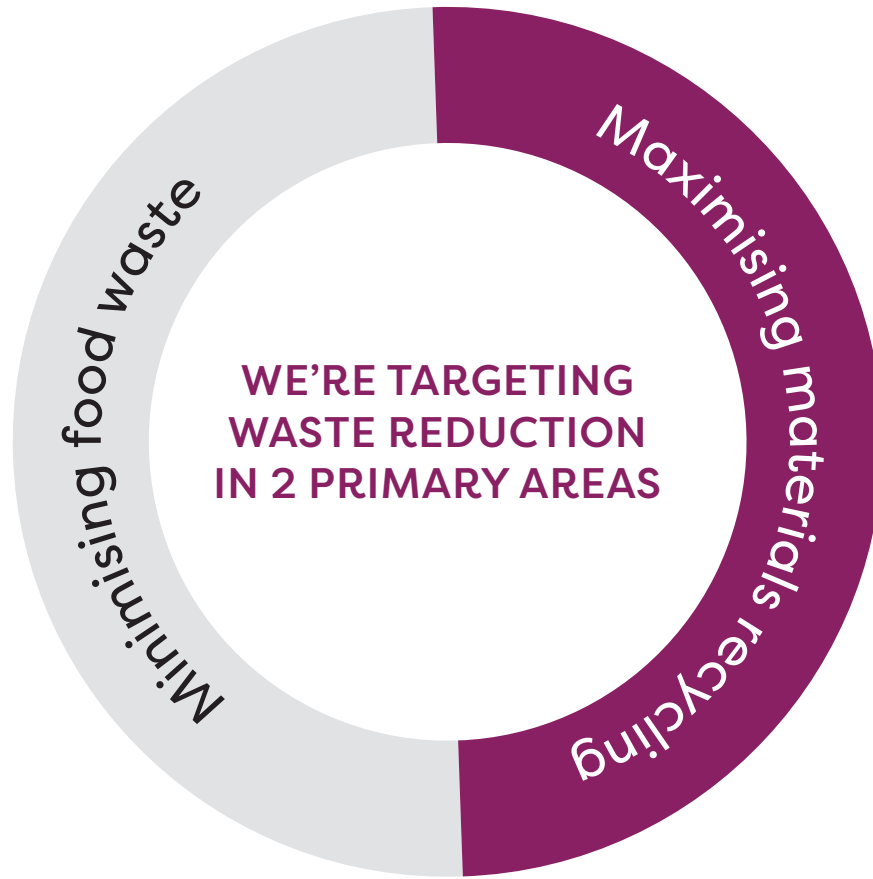 WE’RE TARGETING
WASTE REDUCTION
IN 2 PRIMARY AREAS
Minimising food waste
Maximising materials recycling